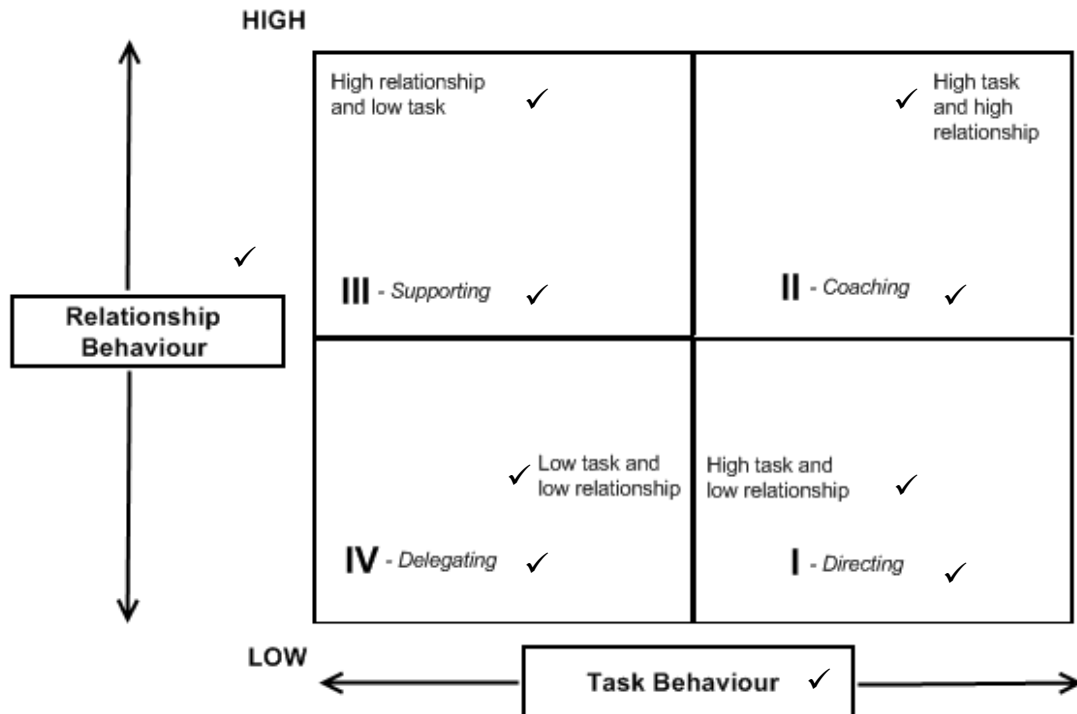 HIGH
High relationship
and low task ✓
✓ High task
and high
relationship
✓
III - Supporting ✓
II - Coaching ✓
Relationship
Behaviour
✓ Low task and
low relationship
High task and
low relationship ✓
IV - Delegating ✓
I - Directing ✓
LOW
Task Behaviour ✓